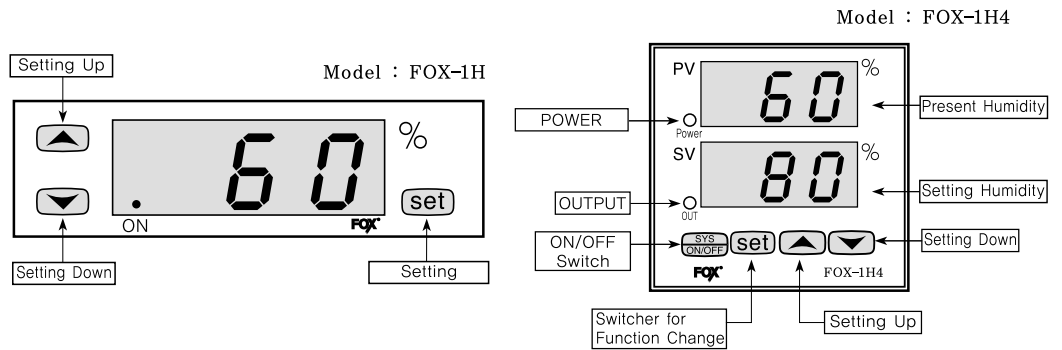 Model : FOX-1H
Setting Up
%
60
ON
FOX
set
Setting Down
Setting
Model : FOX-1H4
PV
60
%
Present Humidity
POWER
Power
SV
80
%
Setting Humidity
OUTPUT
OUT
ON/OFF
Switch
SYS
ON/OFF
set
Setting Down
FOX
FOX-1H4
Switcher for
Function Change
Setting Up